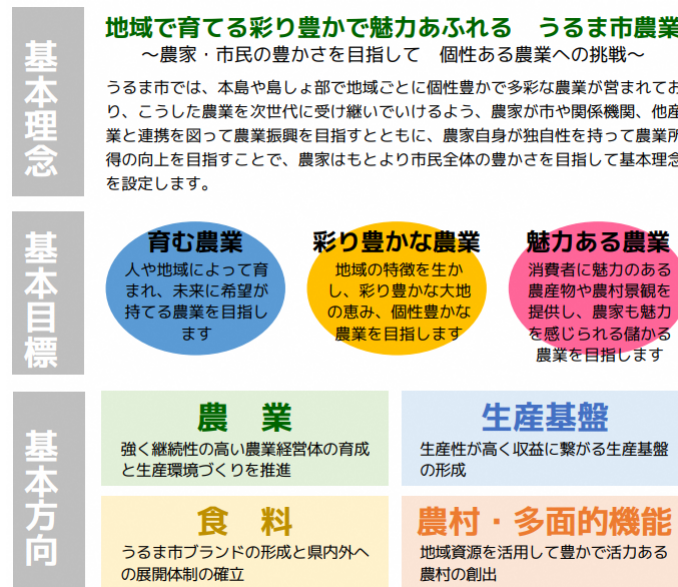 基本理念
地域で育てる彩り豊かで魅力あふれる　うるま市農業
～農家・市民の豊かさを目指して　個性ある農業への挑戦～
うるま市では、本島や島しょ部で地域ごとに個性豊かで多彩な農業が営まれてお
り、こうした農業を次世代に受け継いでいけるよう、農家が市や関係機関、他産
業と連携を図って農業振興を目指すとともに、農家自身が独自性を持って農業所
得の向上を目指すことで、農家はもとより市民全体の豊かさを目指して基本理念
を設定します。
基本目標
育む農業
人や地域によって育
まれ、未来に希望が
持てる農業を目指し
ます
彩り豊かな農業
地域の特徴を生か
し、彩り豊かな大地
の恵み、個性豊かな
農業を目指します
魅力ある農業
消費者に魅力のある
農産物や農村景観を
提供し、農家も魅力
を感じられる儲かる
農業を目指します
基本方向
農　業
強く継続性の高い農業経営体の育成
と生産環境づくりを推進
生産基盤
生産性が高く収益に繋がる生産基盤
の形成
食　料
うるま市ブランドの形成と県内外へ
の展開体制の確立
農村・多面的機能
地域資源を活用して豊かで活力ある
農村の創出